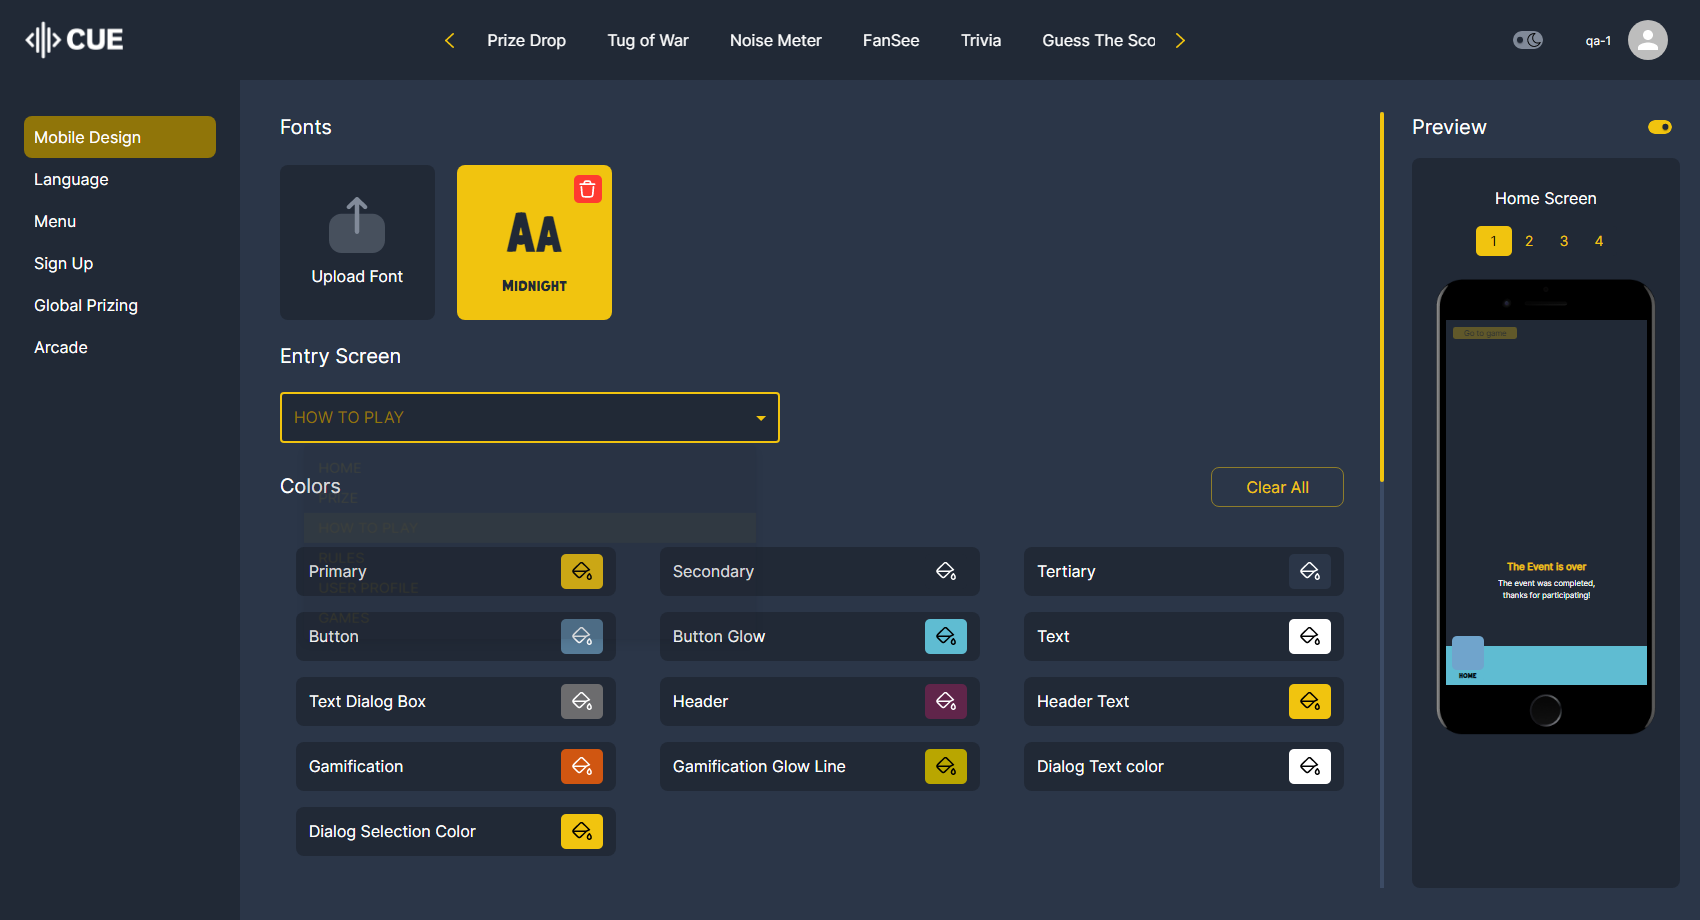 CUE
Prize Drop
Tug of War
Noise Meter
FanSee
Trivia
Guess The Sco
qa-1
Mobile Design
Language
Menu
Sign Up
Global Prizing
Arcade
Fonts
Upload Font
AA
MIDNIGHT
Entry Screen
HOW TO PLAY
HOME
PRIZE
HOW TO PLAY
RULES
USER PROFILE
GAMES
Colors
Clear All
Primary
Secondary
Tertiary
Button
Button Glow
Text
Text Dialog Box
Header
Header Text
Gamification
Gamification Glow Line
Dialog Text color
Dialog Selection Color
Preview
Home Screen
1 2 3 4
Go to game
The Event is over
The event was completed,
thanks for participating!
HOME